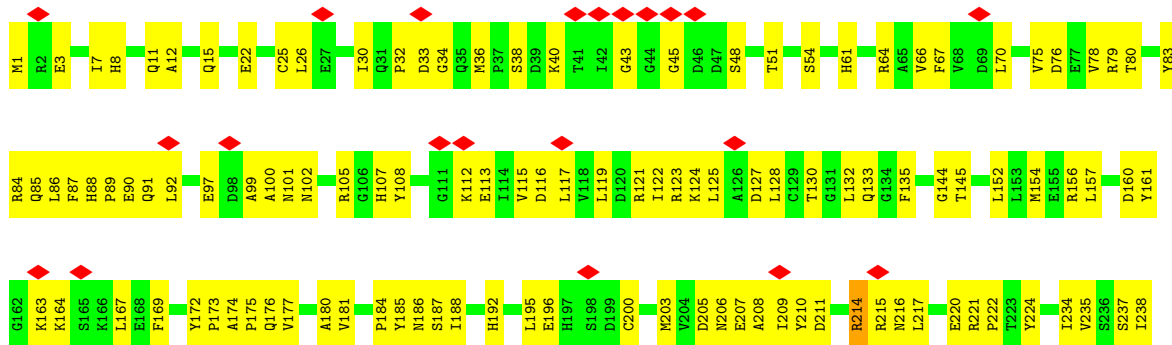 M1 R2 E3 I7 H8 Q11 A12 Q15 E22 C25 L26 E27 I30 Q31 P32 D33 G34 Q35 M36 P37 S38 D39 K40 T41 I42 G43 G44 G45 D46 D47 S48 T51 S54 H61 R64 A65 V66 F67 V68 D69 L70 V75 D76 E77 V78 R79 T80 Y83
R84 Q85 L86 F87 H88 P89 E90 Q91 L92 E97 D98 A99 A100 N101 N102 R105 G106 H107 Y108 G111 K112 E113 I114 V115 D116 L117 V118 L119 D120 R121 I122 R123 K124 L125 A126 D127 L128 C129 T130 G131 L132 Q133 G134 F135 G144 T145 L152 L153 M154 E155 R156 L157 D160 Y161
G162 K163 K164 S165 K166 L167 E168 F169 Y172 P173 A174 P175 Q176 V177 A180 V181 P184 Y185 N186 S187 I188 H192 L195 E196 H197 S198 D199 C200 M203 V204 D205 N206 E207 A208 I209 Y210 D211 R214 R215 N216 L217 E220 R221 P222 T223 Y224 I234 V235 S236 S237 I238